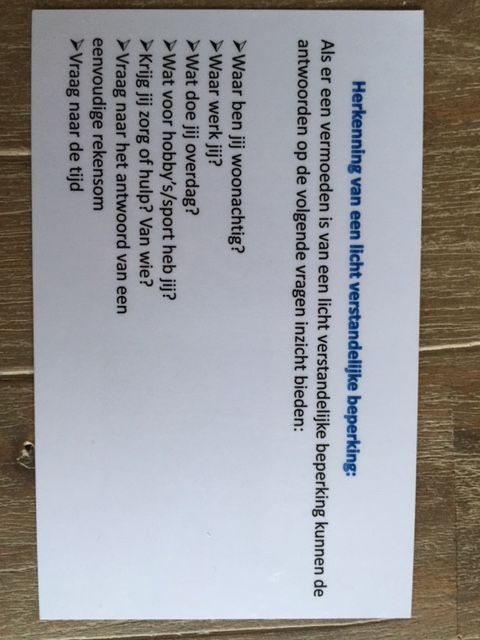 Herkenning van een licht verstandelijke beperking:
Als er een vermoeden is van een licht verstandelijke beperking kunnen de
antwoorden op de volgende vragen inzicht bieden:
➢Waar ben jij woonachtig?
➢Waar werk jij?
➢Wat doe jij overdag?
➢Wat voor hobby's/sport heb jij?
➢Krijg jij zorg of hulp? Van wie?
➢Vraag naar het antwoord van een
eenvoudige rekensom
➢Vraag naar de tijd